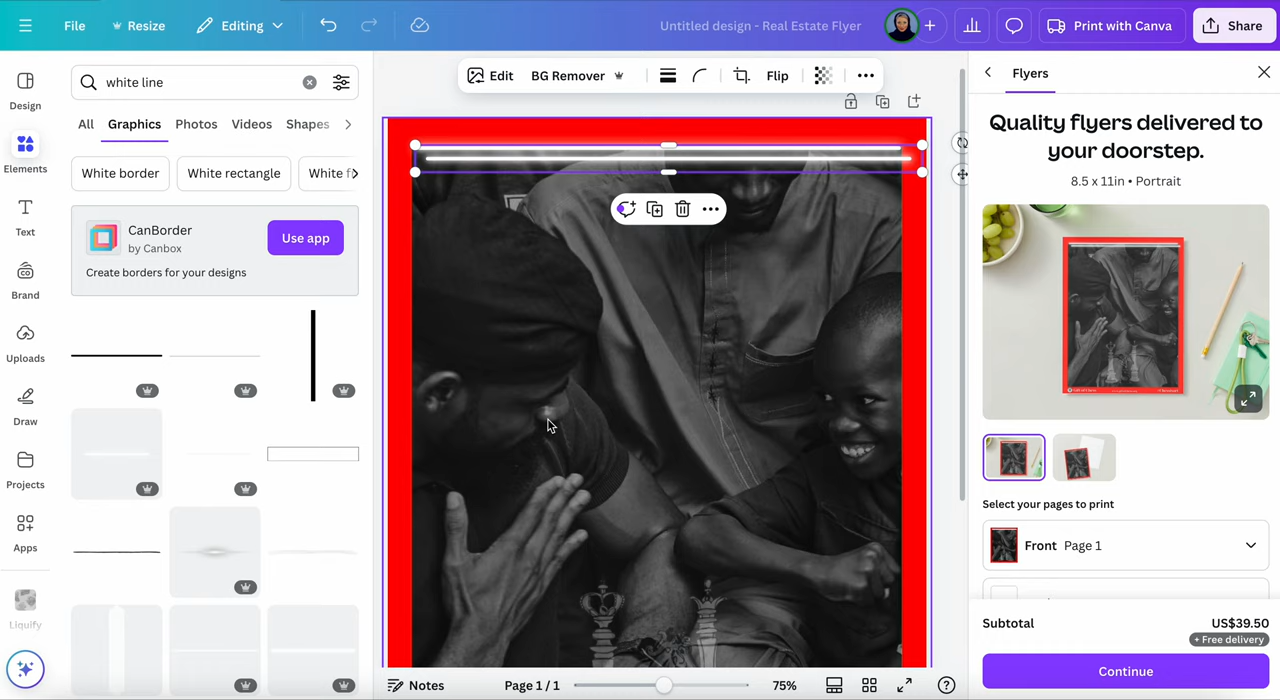 File
Resize
Editing
Untitled design - Real Estate Flyer
Print with Canva
Share
Design
Elements
Text
Brand
Uploads
Draw
Projects
Apps
Liquify
white line
All Graphics Photos Videos Shapes
White border White rectangle White f
CanBorder
by Canbox
Use app
Create borders for your designs
Edit BG Remover Flip
Notes
Page 1 / 1
75%
Flyers
Quality flyers delivered to
your doorstep.
8.5 x 11in • Portrait
Select your pages to print
Front Page 1
Subtotal US$39.50
+ Free delivery
Continue